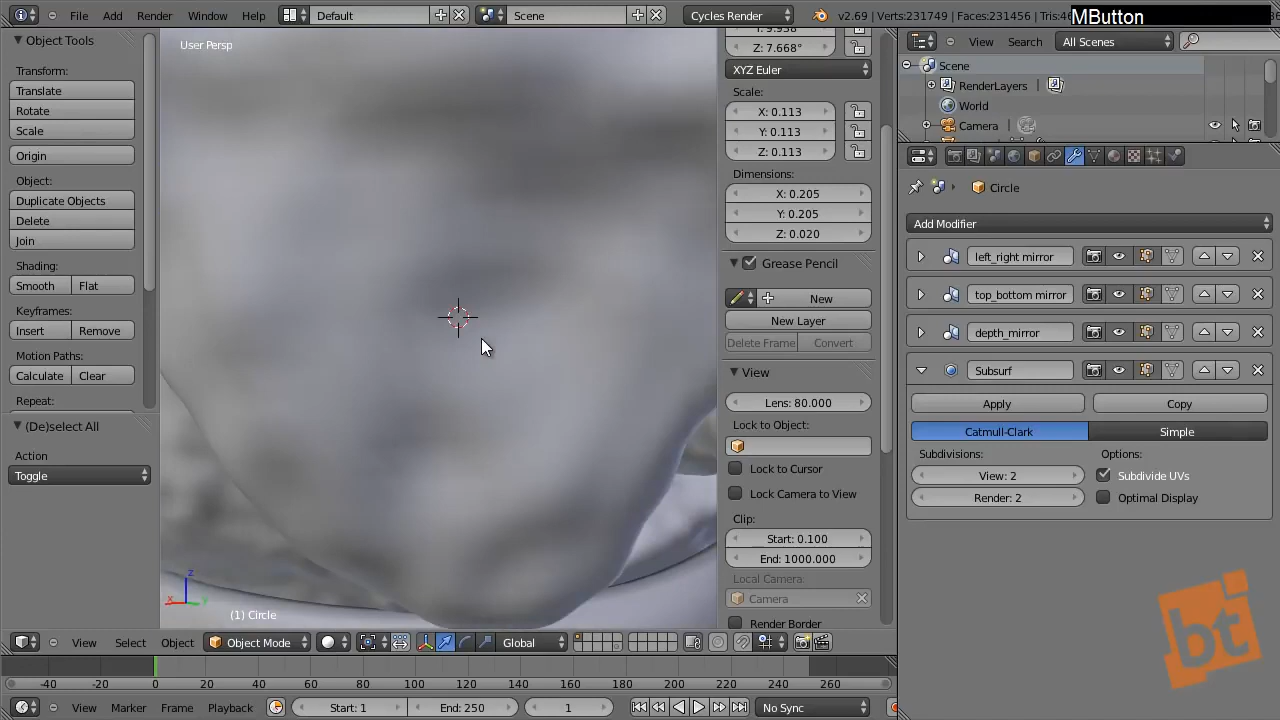 File Add Render Window Help Default Scene Cycles Render v2.69 | Verts:231749 | Faces:231456 | Tris:46 MButton
Object Tools
Transform:
Translate
Rotate
Scale
Origin
Object:
Duplicate Objects
Delete
Join
Shading:
Smooth Flat
Keyframes:
Insert Remove
Motion Paths:
Calculate Clear
Repeat:
(De)select All
Action
Toggle
User Persp
(1) Circle
x y z
Z: 7.668°
XYZ Euler
Scale:
X: 0.113
Y: 0.113
Z: 0.113
Dimensions:
X: 0.205
Y: 0.205
Z: 0.020
Grease Pencil
New
New Layer
Delete Frame Convert
View
Lens: 80.000
Lock to Object:
Lock to Cursor
Lock Camera to View
Clip:
Start: 0.100
End: 1000.000
Local Camera:
Camera
Render Border
View Search All Scenes
Scene
RenderLayers |
World
Camera |
Circle
Add Modifier
left_right mirror
top_bottom mirror
depth_mirror
Subsurf
Apply Copy
Catmull-Clark Simple
Subdivisions: Options:
View: 2 Subdivide UVs
Render: 2 Optimal Display
View Select Object Object Mode Global
-40 -20 0 20 40 60 80 100 120 140 160 180 200 220 240 260
View Marker Frame Playback Start: 1 End: 250 1 No Sync
bt